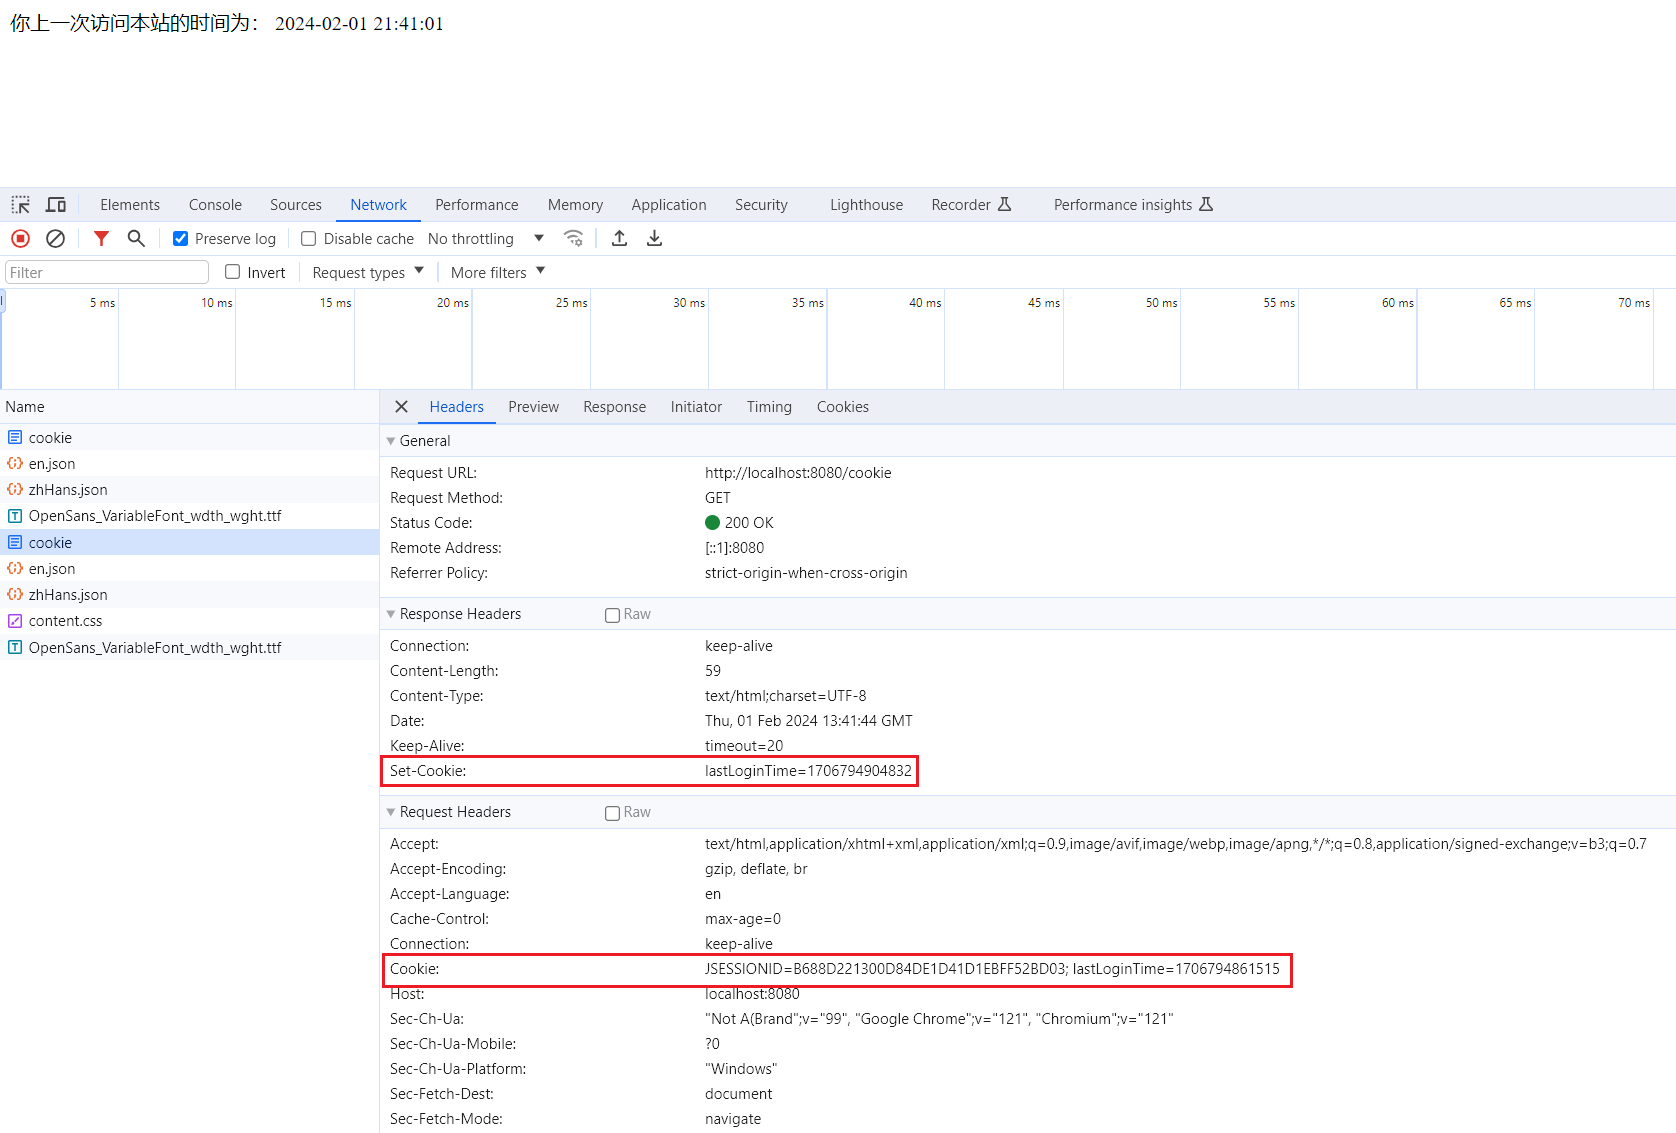 你上一次访问本站的时间为： 2024-02-01 21:41:01
Elements Console Sources Network Performance Memory Application Security Lighthouse Recorder Performance insights
Preserve log Disable cache No throttling
Filter Invert Request types More filters
5 ms 10 ms 15 ms 20 ms 25 ms 30 ms 35 ms 40 ms 45 ms 50 ms 55 ms 60 ms 65 ms 70 ms
Name
cookie
en.json
zhHans.json
OpenSans_VariableFont_wdth_wght.ttf
cookie
en.json
zhHans.json
content.css
OpenSans_VariableFont_wdth_wght.ttf
Headers Preview Response Initiator Timing Cookies
General
Request URL: http://localhost:8080/cookie
Request Method: GET
Status Code: 200 OK
Remote Address: [::1]:8080
Referrer Policy: strict-origin-when-cross-origin
Response Headers Raw
Connection: keep-alive
Content-Length: 59
Content-Type: text/html;charset=UTF-8
Date: Thu, 01 Feb 2024 13:41:44 GMT
Keep-Alive: timeout=20
Set-Cookie: lastLoginTime=1706794904832
Request Headers Raw
Accept: text/html,application/xhtml+xml,application/xml;q=0.9,image/avif,image/webp,image/apng,*/*;q=0.8,application/signed-exchange;v=b3;q=0.7
Accept-Encoding: gzip, deflate, br
Accept-Language: en
Cache-Control: max-age=0
Connection: keep-alive
Cookie: JSESSIONID=B688D221300D84DE1D41D1EBFF52BD03; lastLoginTime=1706794861515
Host: localhost:8080
Sec-Ch-Ua: "Not A(Brand";v="99", "Google Chrome";v="121", "Chromium";v="121"
Sec-Ch-Ua-Mobile: ?0
Sec-Ch-Ua-Platform: "Windows"
Sec-Fetch-Dest: document
Sec-Fetch-Mode: navigate